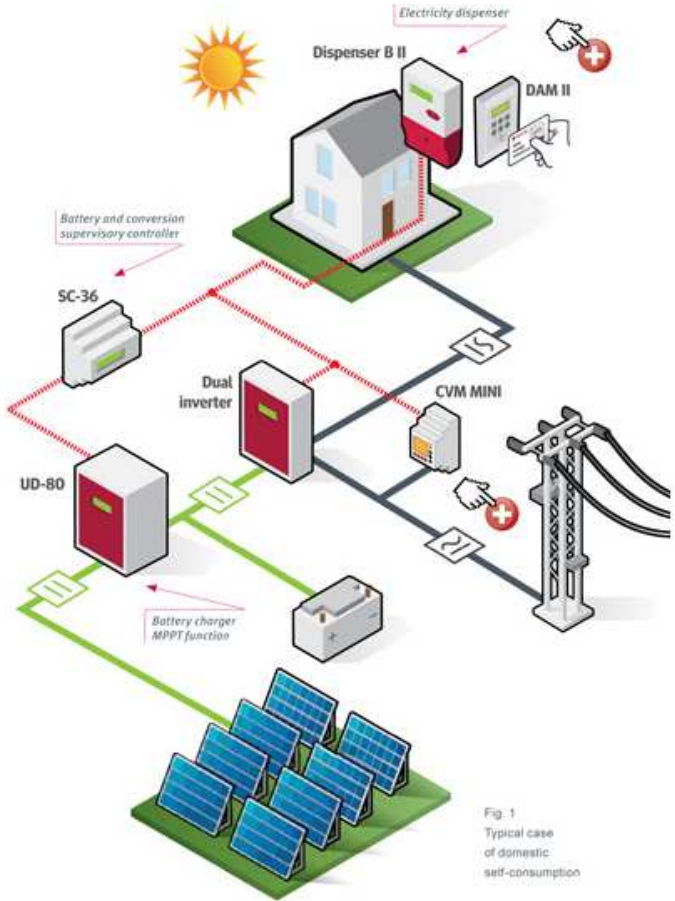 Electricity dispenser
Dispenser B II
DAM II
Battery and conversion
supervisory controller
SC-36
Dual
inverter
CVM MINI
UD-80
Battery charger
MPPT function
Fig. 1
Typical case
of domestic
self-consumption